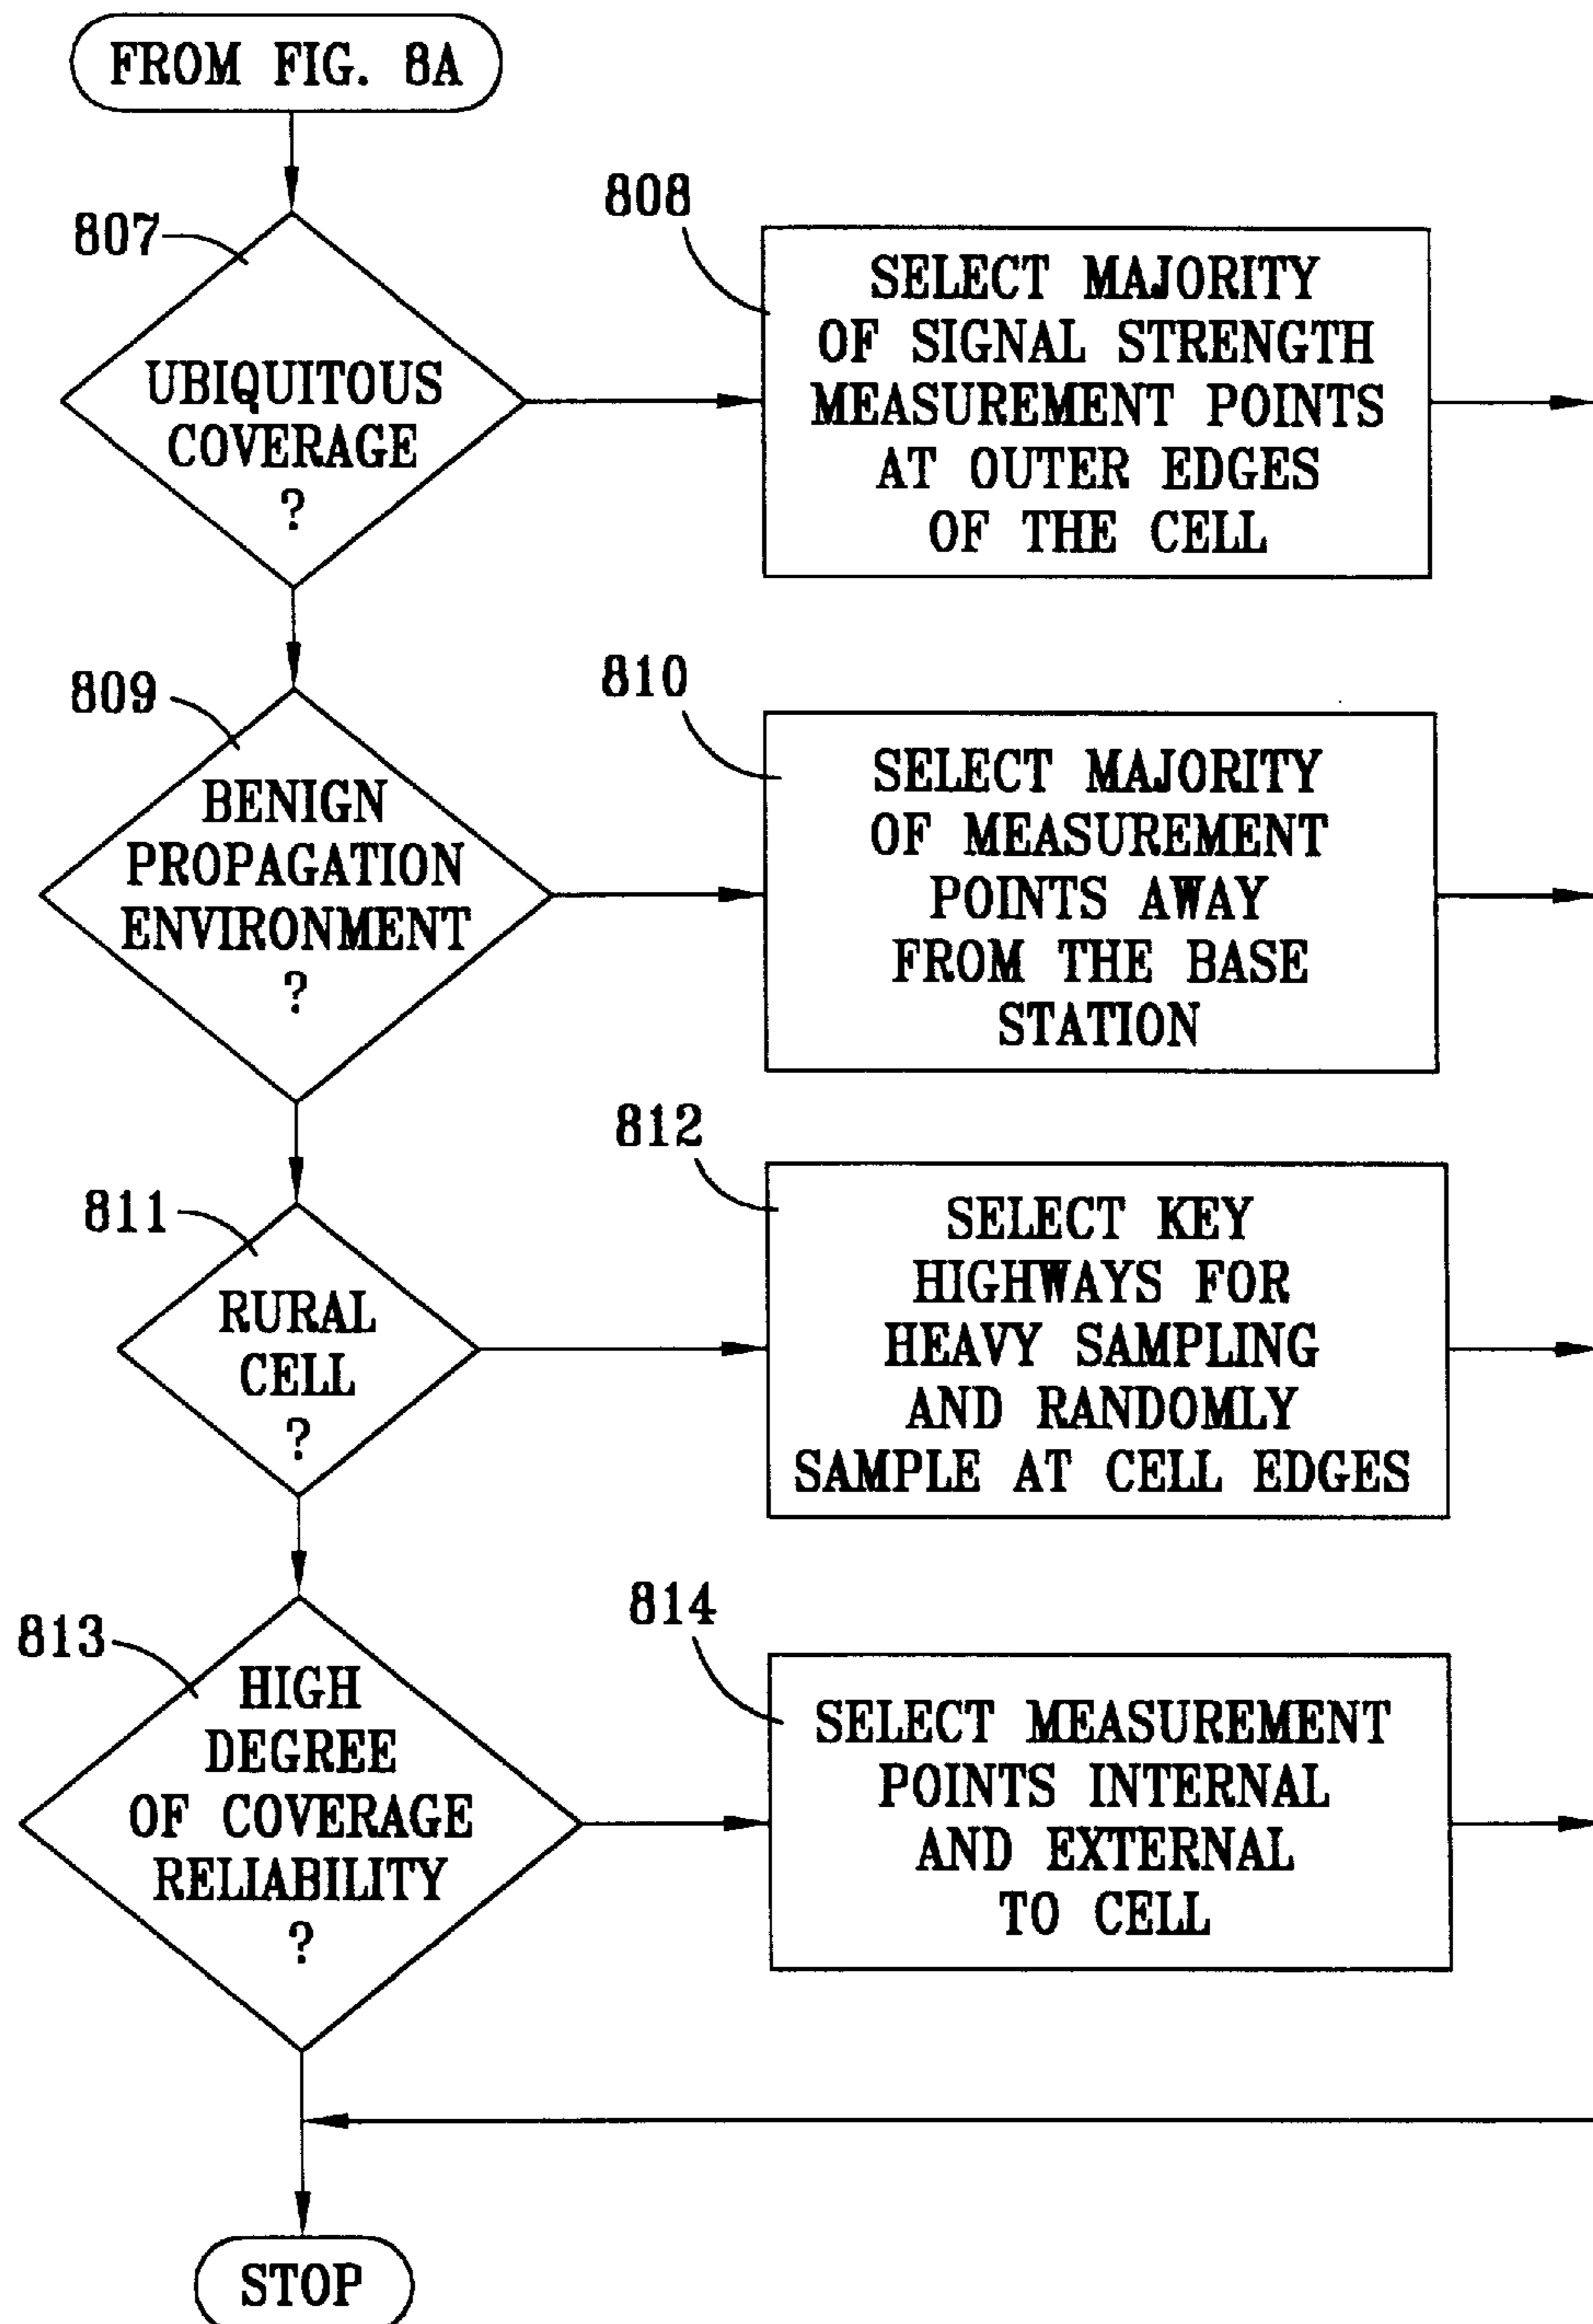 FROM FIG. 8A
807
UBIQUITOUS
COVERAGE
?
808
SELECT MAJORITY
OF SIGNAL STRENGTH
MEASUREMENT POINTS
AT OUTER EDGES
OF THE CELL
809
BENIGN
PROPAGATION
ENVIRONMENT
?
810
SELECT MAJORITY
OF MEASUREMENT
POINTS AWAY
FROM THE BASE
STATION
811
RURAL
CELL
?
812
SELECT KEY
HIGHWAYS FOR
HEAVY SAMPLING
AND RANDOMLY
SAMPLE AT CELL EDGES
813
HIGH
DEGREE
OF COVERAGE
RELIABILITY
?
814
SELECT MEASUREMENT
POINTS INTERNAL
AND EXTERNAL
TO CELL
STOP